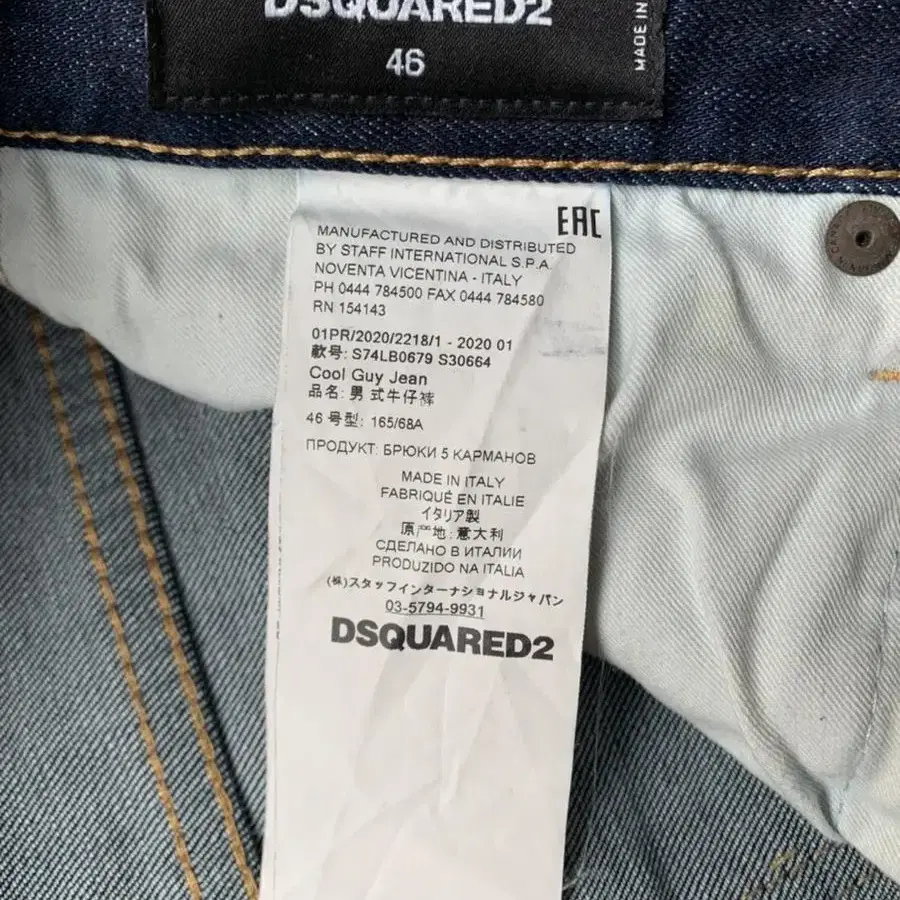 DSQUARED2
46
MADE IN
EAC
MANUFACTURED AND DISTRIBUTED
BY STAFF INTERNATIONAL S.P.A.
NOVENTA VICENTINA - ITALY
PH 0444 784500 FAX 0444 784580
RN 154143
01PR/2020/2218/1 - 2020 01
款号: S74LB0679 S30664
Cool Guy Jean
品名: 男式牛仔裤
46 号型: 165/68A
ПРОДУКТ: БРЮКИ 5 КАРМАНОВ
MADE IN ITALY
FABRIQUÉ EN ITALIE
イタリア製
原产地: 意大利
СДЕЛАНО В ИТАЛИИ
PRODUZIDO NA ITALIA
(株)スタッフインターナショナルジャパン
03-5794-9931
DSQUARED2